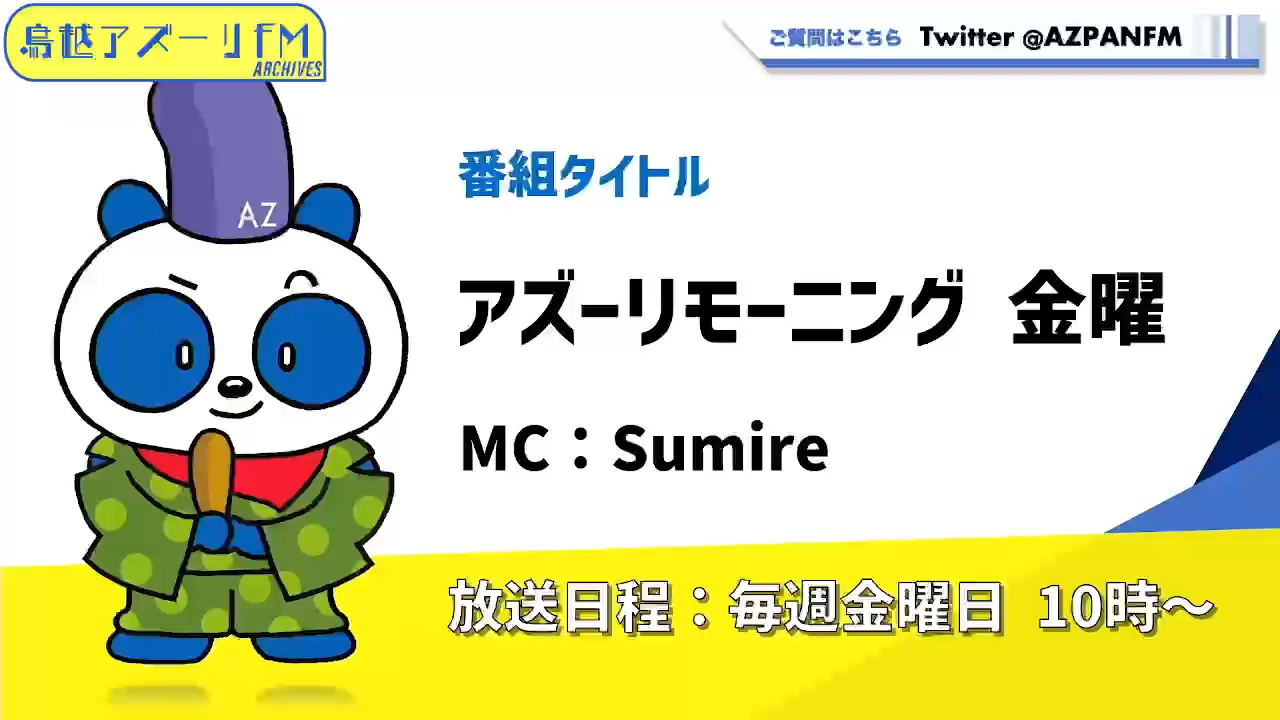 鳥越アズーリFM
ARCHIVES
ご質問はこちら Twitter @AZPANFM
AZ
番組タイトル
アズーリモーニング 金曜
MC：Sumire
放送日程：毎週金曜日 10時～